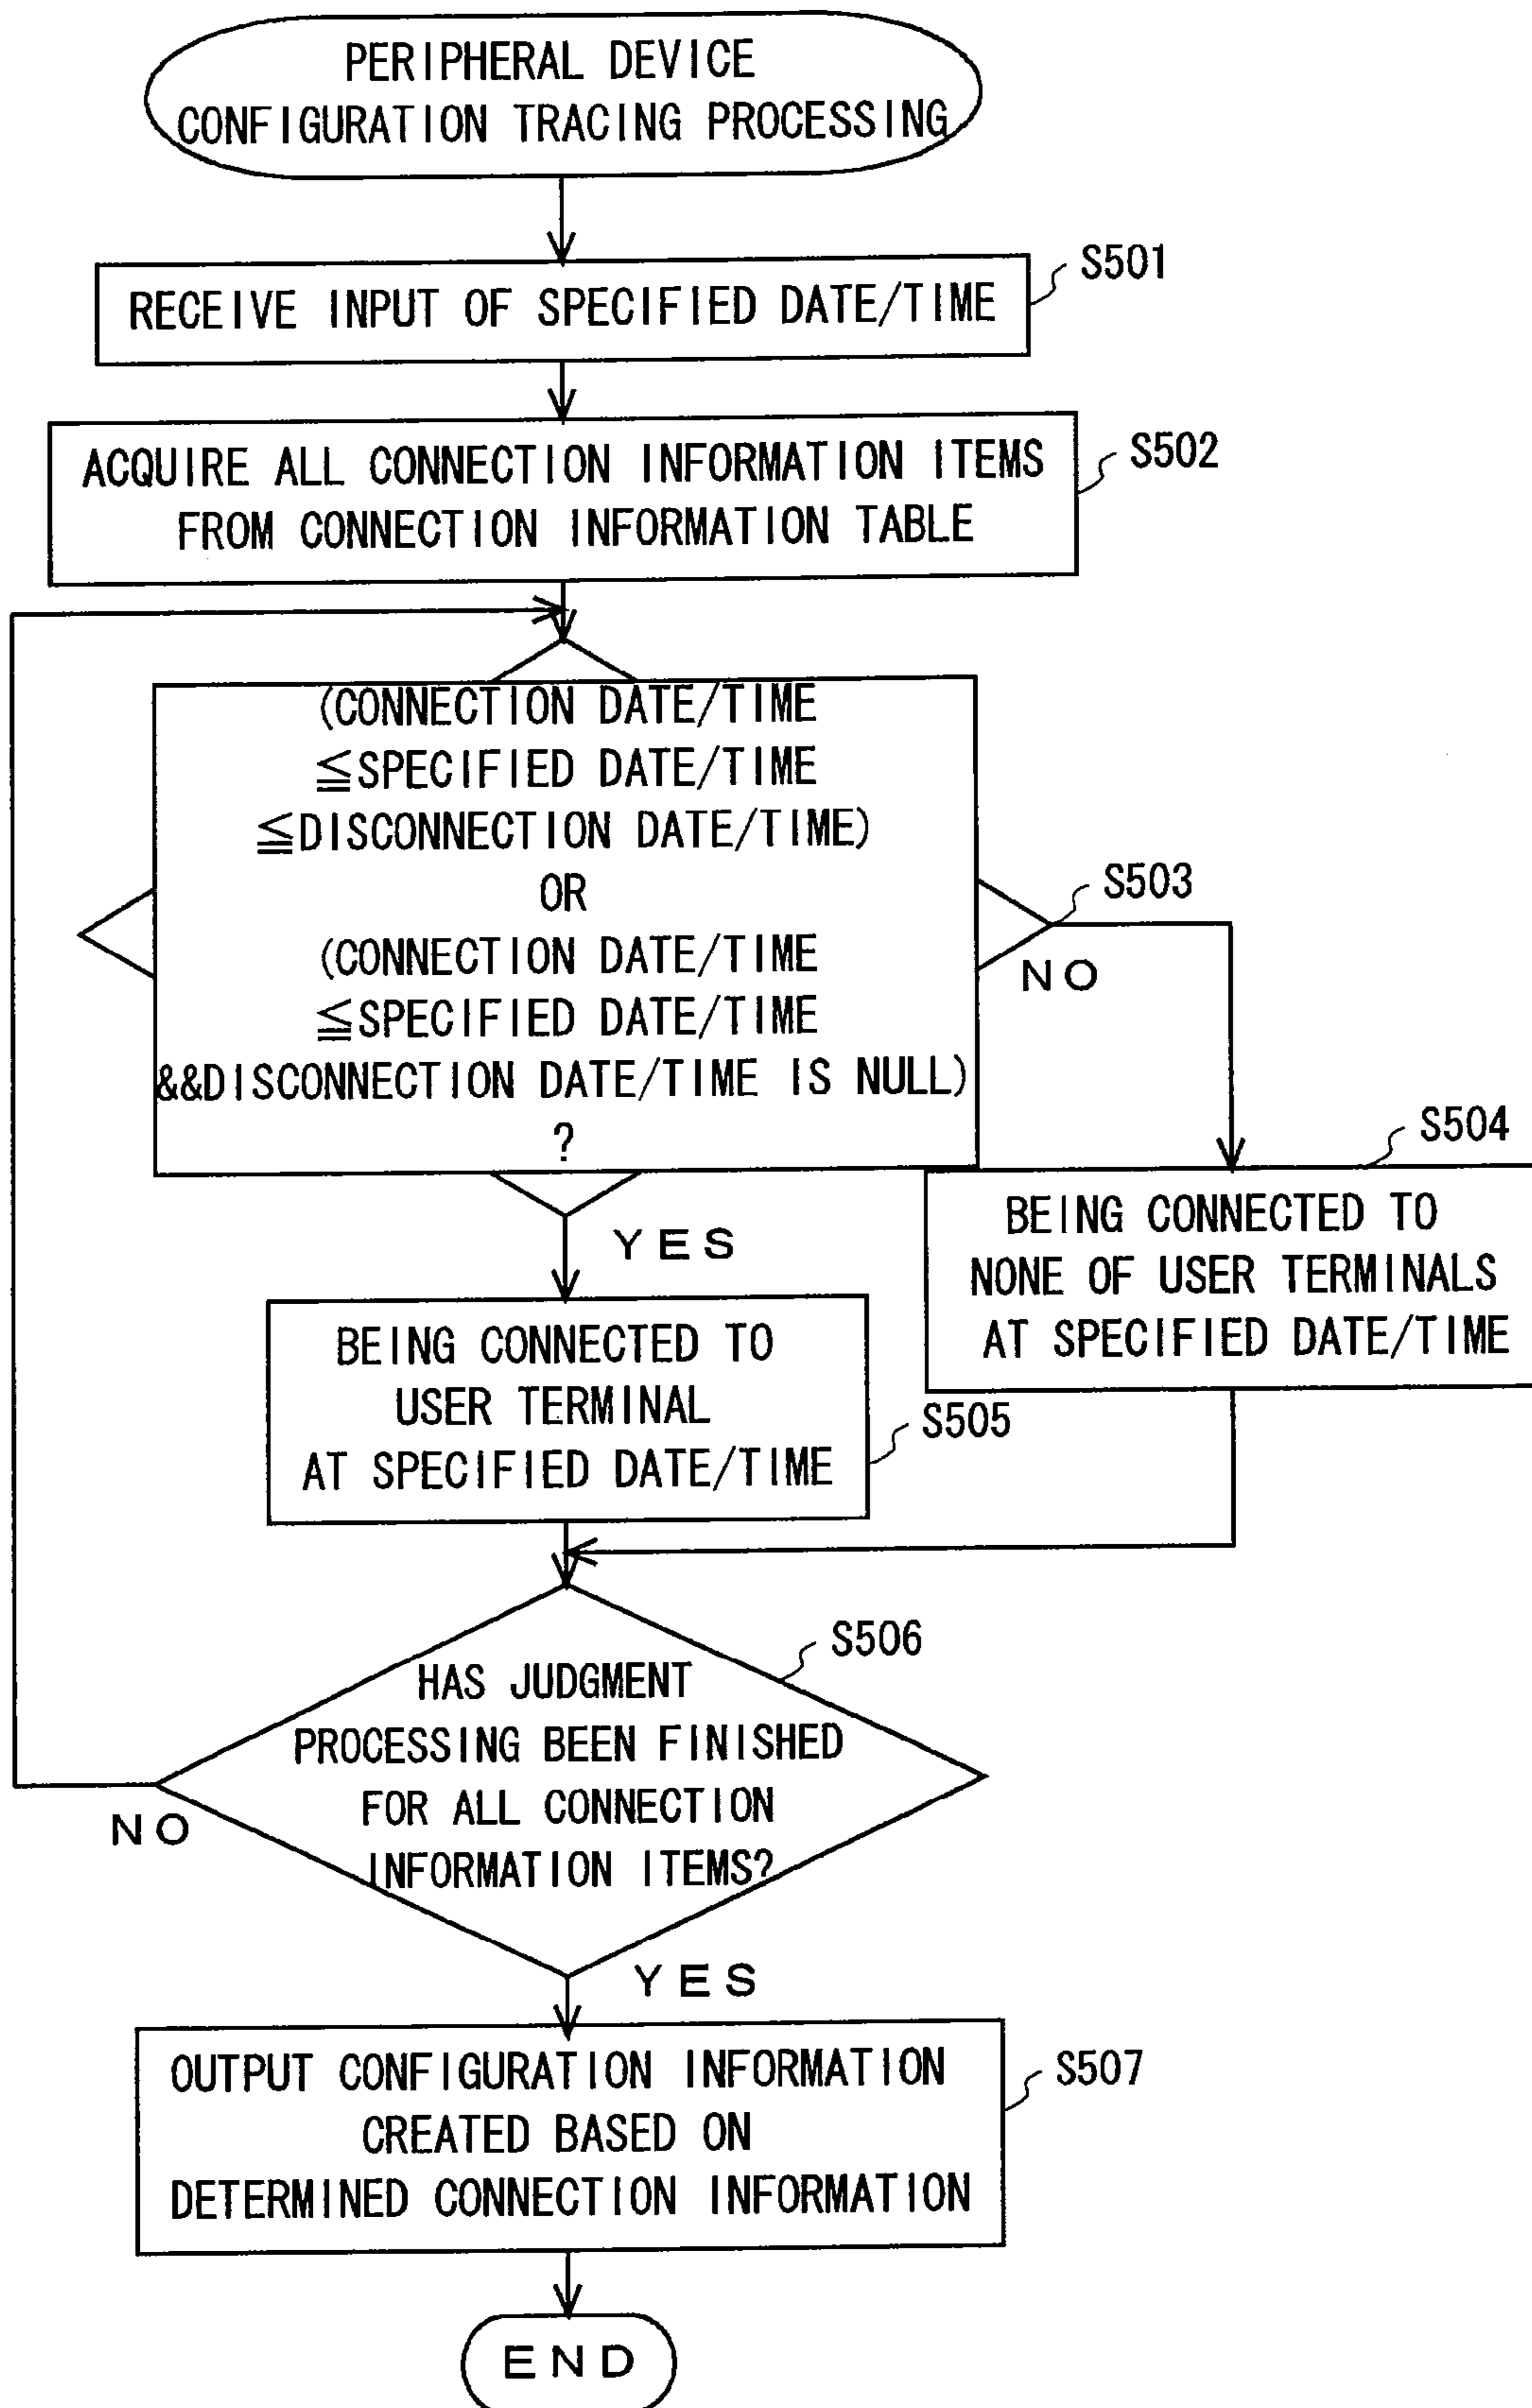 PERIPHERAL DEVICE
CONFIGURATION TRACING PROCESSING
S501
RECEIVE INPUT OF SPECIFIED DATE/TIME
S502
ACQUIRE ALL CONNECTION INFORMATION ITEMS
FROM CONNECTION INFORMATION TABLE
(CONNECTION DATE/TIME
≦SPECIFIED DATE/TIME
≦DISCONNECTION DATE/TIME)
OR
(CONNECTION DATE/TIME
≦SPECIFIED DATE/TIME
&&DISCONNECTION DATE/TIME IS NULL)
?
S503
NO
YES
S504
BEING CONNECTED TO
NONE OF USER TERMINALS
AT SPECIFIED DATE/TIME
BEING CONNECTED TO
USER TERMINAL
AT SPECIFIED DATE/TIME
S505
S506
HAS JUDGMENT
PROCESSING BEEN FINISHED
FOR ALL CONNECTION
INFORMATION ITEMS?
NO
YES
OUTPUT CONFIGURATION INFORMATION
CREATED BASED ON
DETERMINED CONNECTION INFORMATION
S507
END